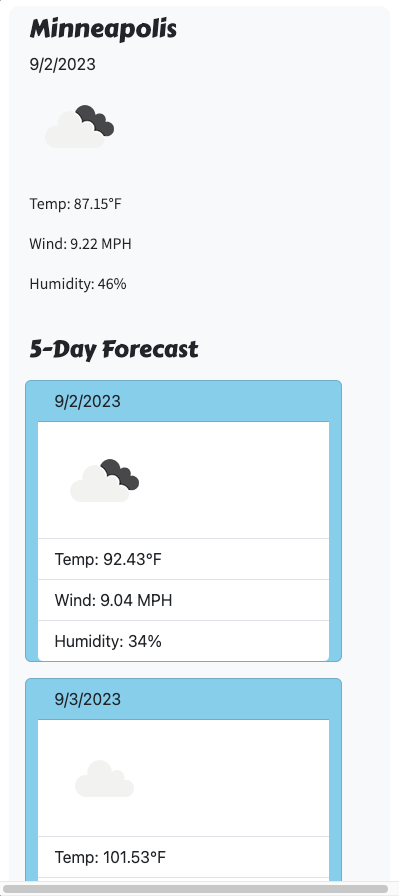 Minneapolis
9/2/2023
Temp: 87.15°F
Wind: 9.22 MPH
Humidity: 46%
5-Day Forecast
9/2/2023
Temp: 92.43°F
Wind: 9.04 MPH
Humidity: 34%
9/3/2023
Temp: 101.53°F